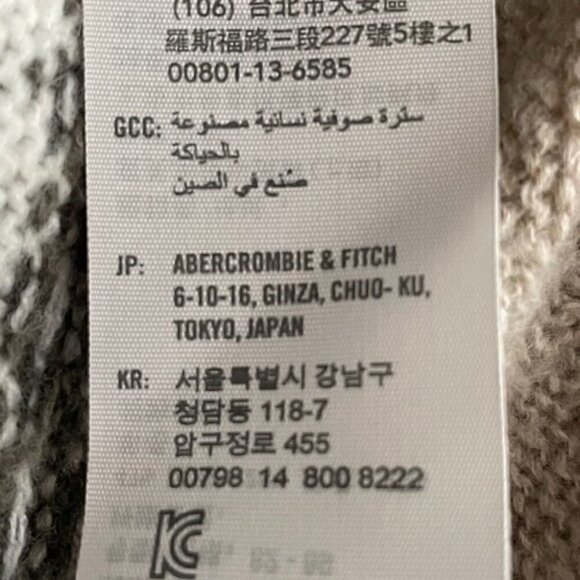 (106) 台北市大安區
羅斯福路三段227號5樓之1
00801-13-6585
GCC: سترة صوفية نسائية مصنوعة
بالحياكة
صُنع في الصين
JP: ABERCROMBIE & FITCH
6-10-16, GINZA, CHUO- KU,
TOKYO, JAPAN
KR: 서울특별시 강남구
청담동 118-7
압구정로 455
00798 14 800 8222
KC